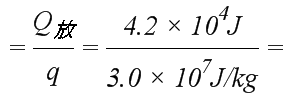 = Q放 / q = 4.2 × 10⁴J / 3.0 × 10⁷J/kg =